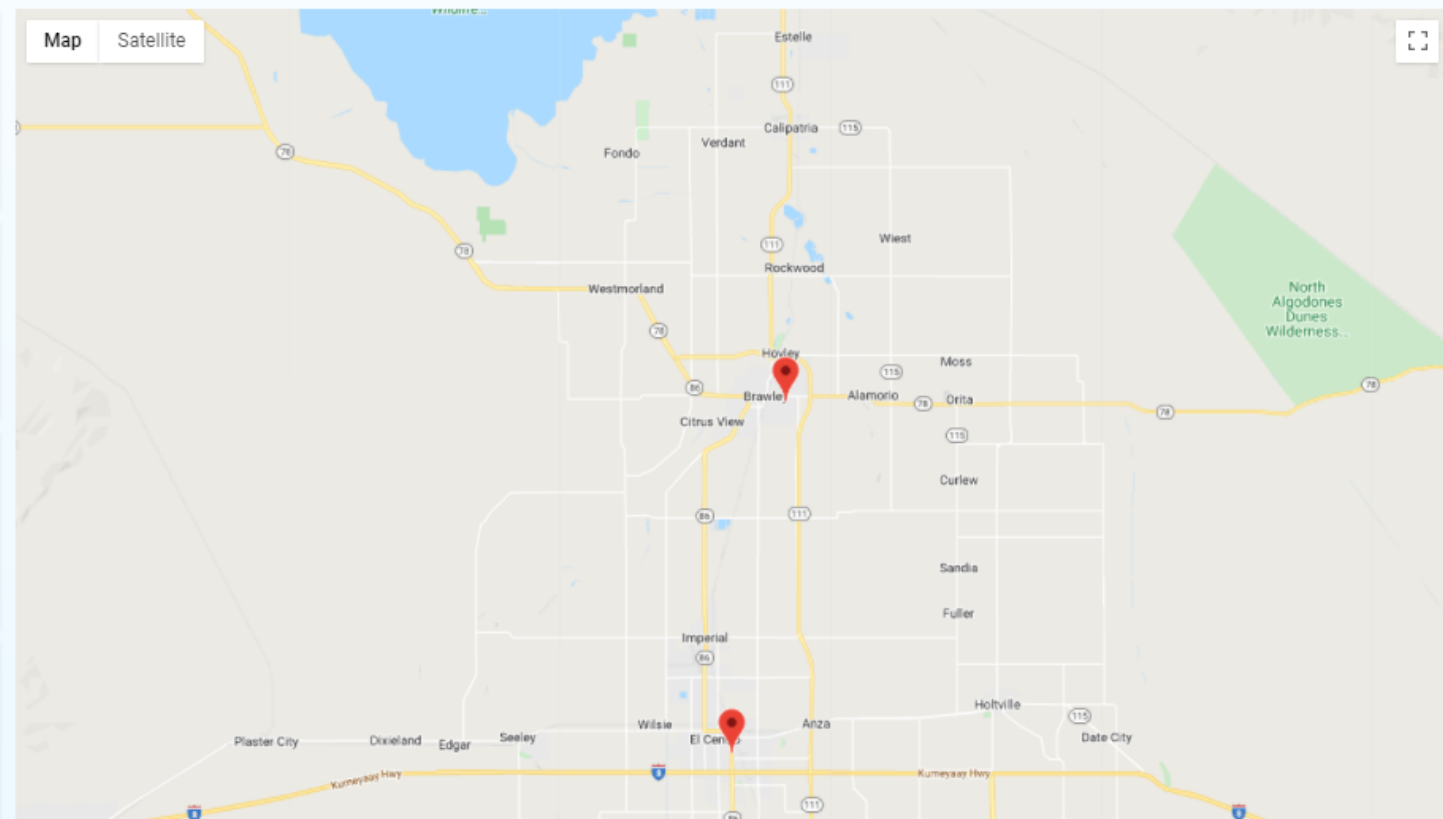 Wildlife...
Map
Satellite
Estelle
111
Calipatria
115
Verdant
Fondo
78
78
111
Wiest
Rockwood
Westmorland
North
Algodones
Dunes
Wilderness...
78
Hovley
Moss
115
86
78
Brawley
Alamorio
78
Orita
78
Citrus View
115
Curlew
86
111
Sandia
Fuller
Imperial
86
Holtville
115
Wilsie
Anza
El Centro
Plaster City
Dixieland
Edgar
Seeley
Date City
Kumeyaay Hwy
8
Kumeyaay Hwy
8
111
8
86